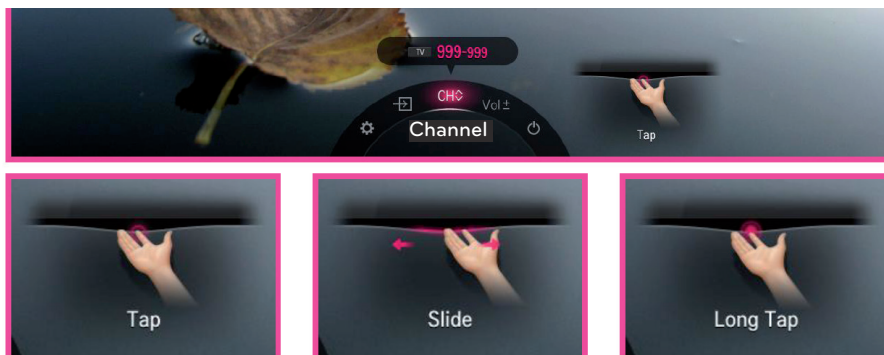 TV 999-999
CH Vol ±
Channel
Tap
Tap
Slide
Long Tap